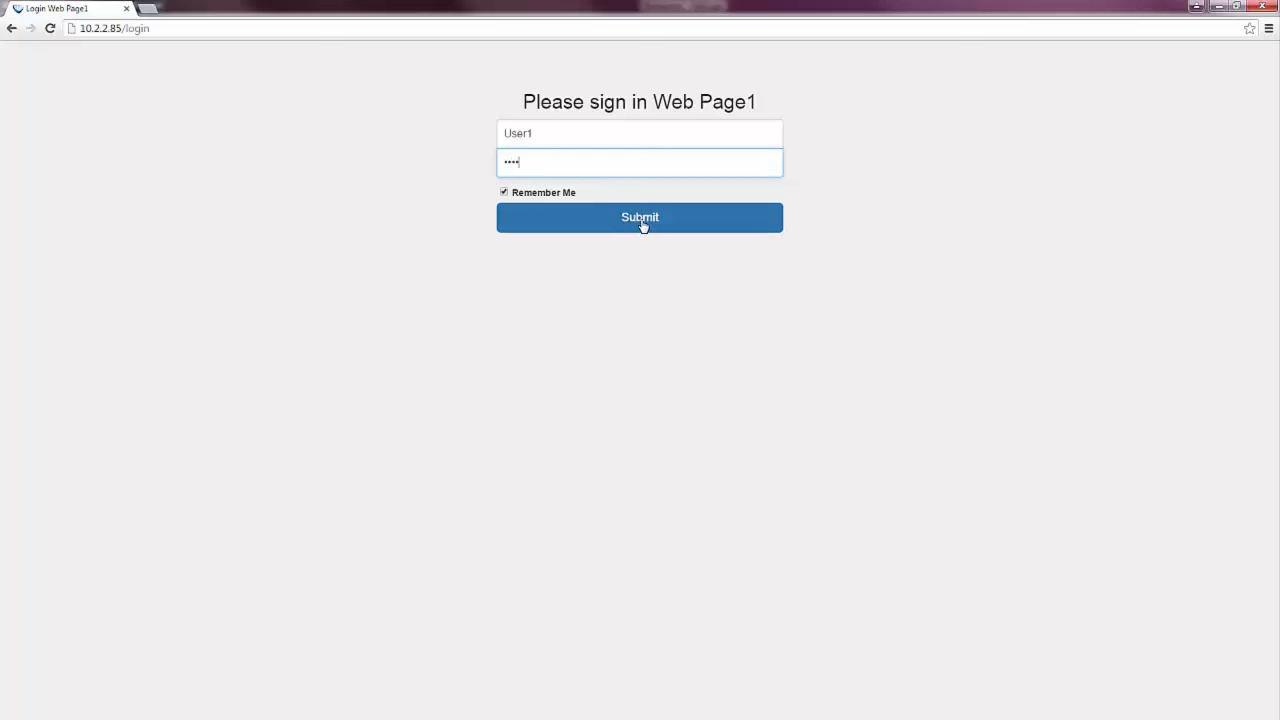 Login Web Page1
10.2.2.85/login
Please sign in Web Page1
User1
••••
Remember Me
Submit